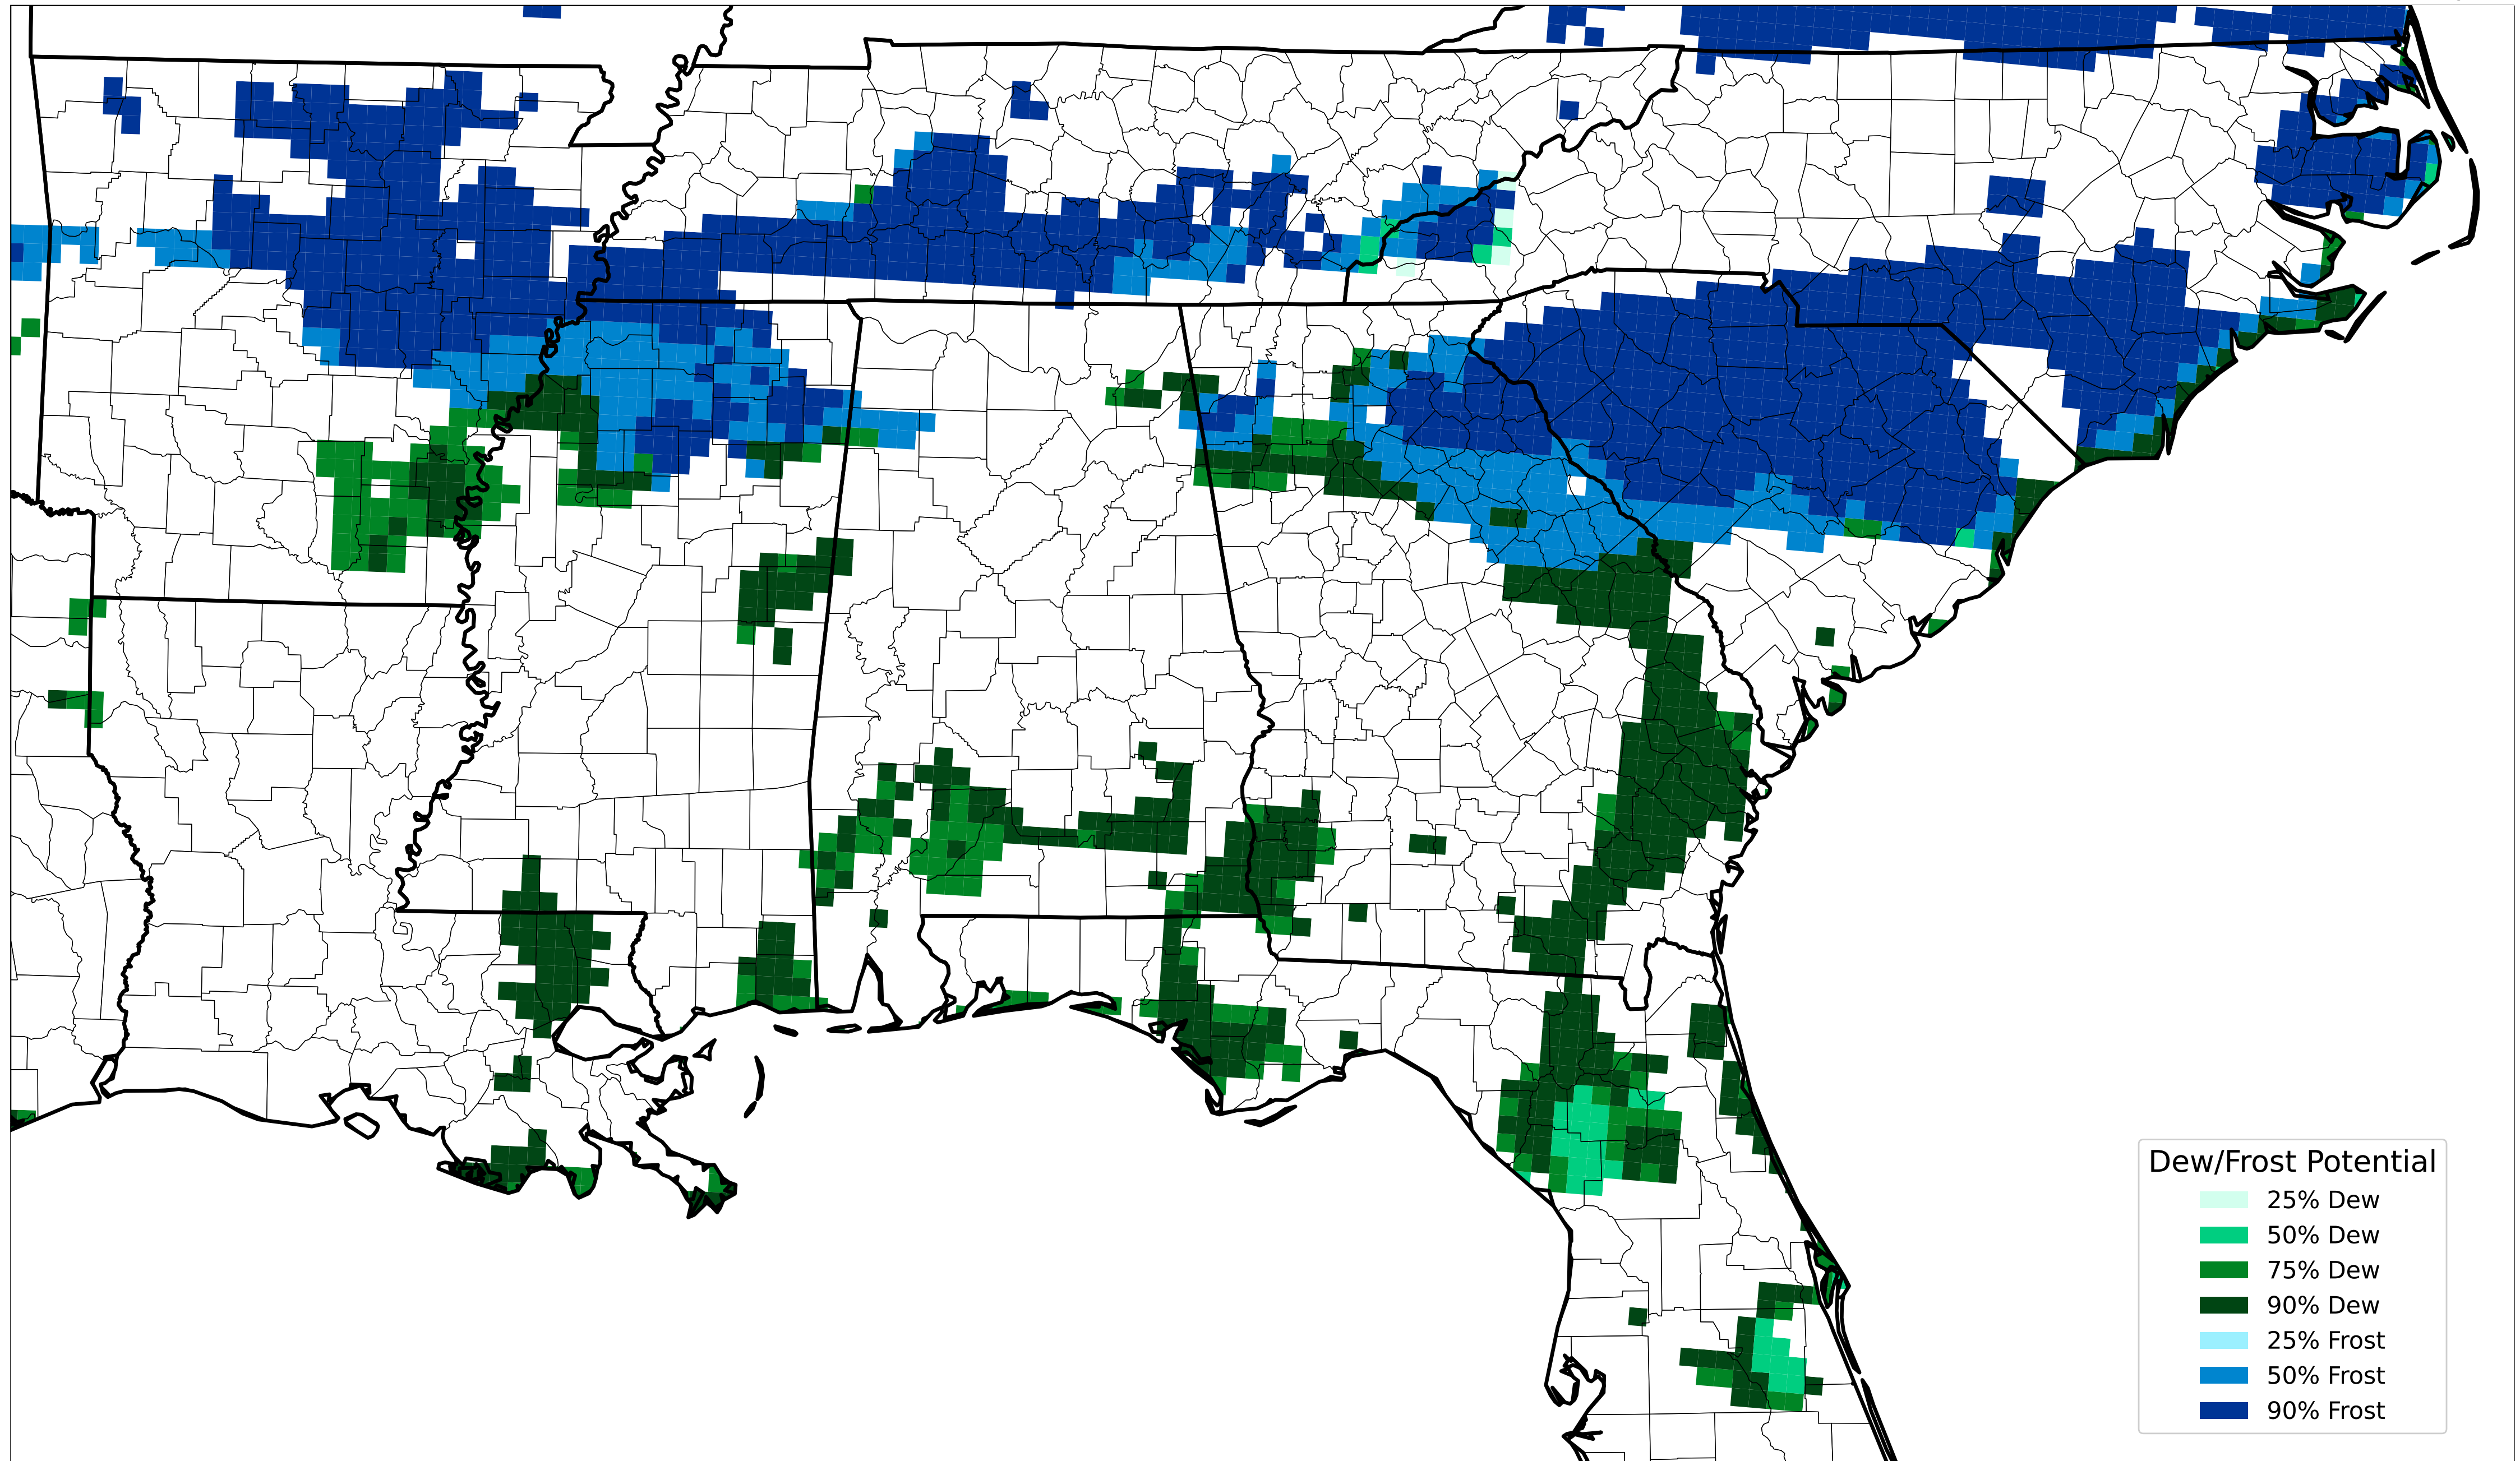 Dew/Frost Potential
25% Dew
50% Dew
75% Dew
90% Dew
25% Frost
50% Frost
90% Frost